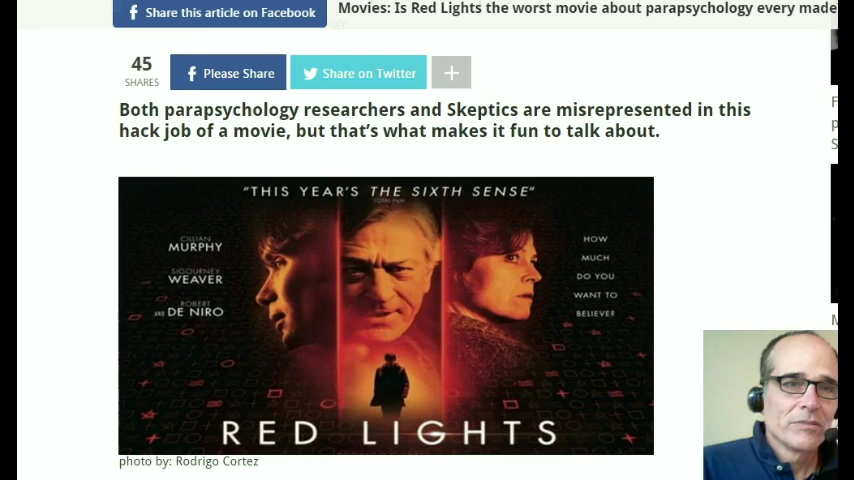 Share this article on Facebook
Movies: Is Red Lights the worst movie about parapsychology every made
45
SHARES
Please Share
Share on Twitter
Both parapsychology researchers and Skeptics are misrepresented in this
hack job of a movie, but that's what makes it fun to talk about.
"THIS YEAR'S THE SIXTH SENSE"
TOTAL FILM
CILLIAN
MURPHY
SIGOURNEY
WEAVER
ROBERT
AND DE NIRO
HOW
MUCH
DO YOU
WANT TO
BELIEVE?
RED LIGHTS
photo by: Rodrigo Cortez